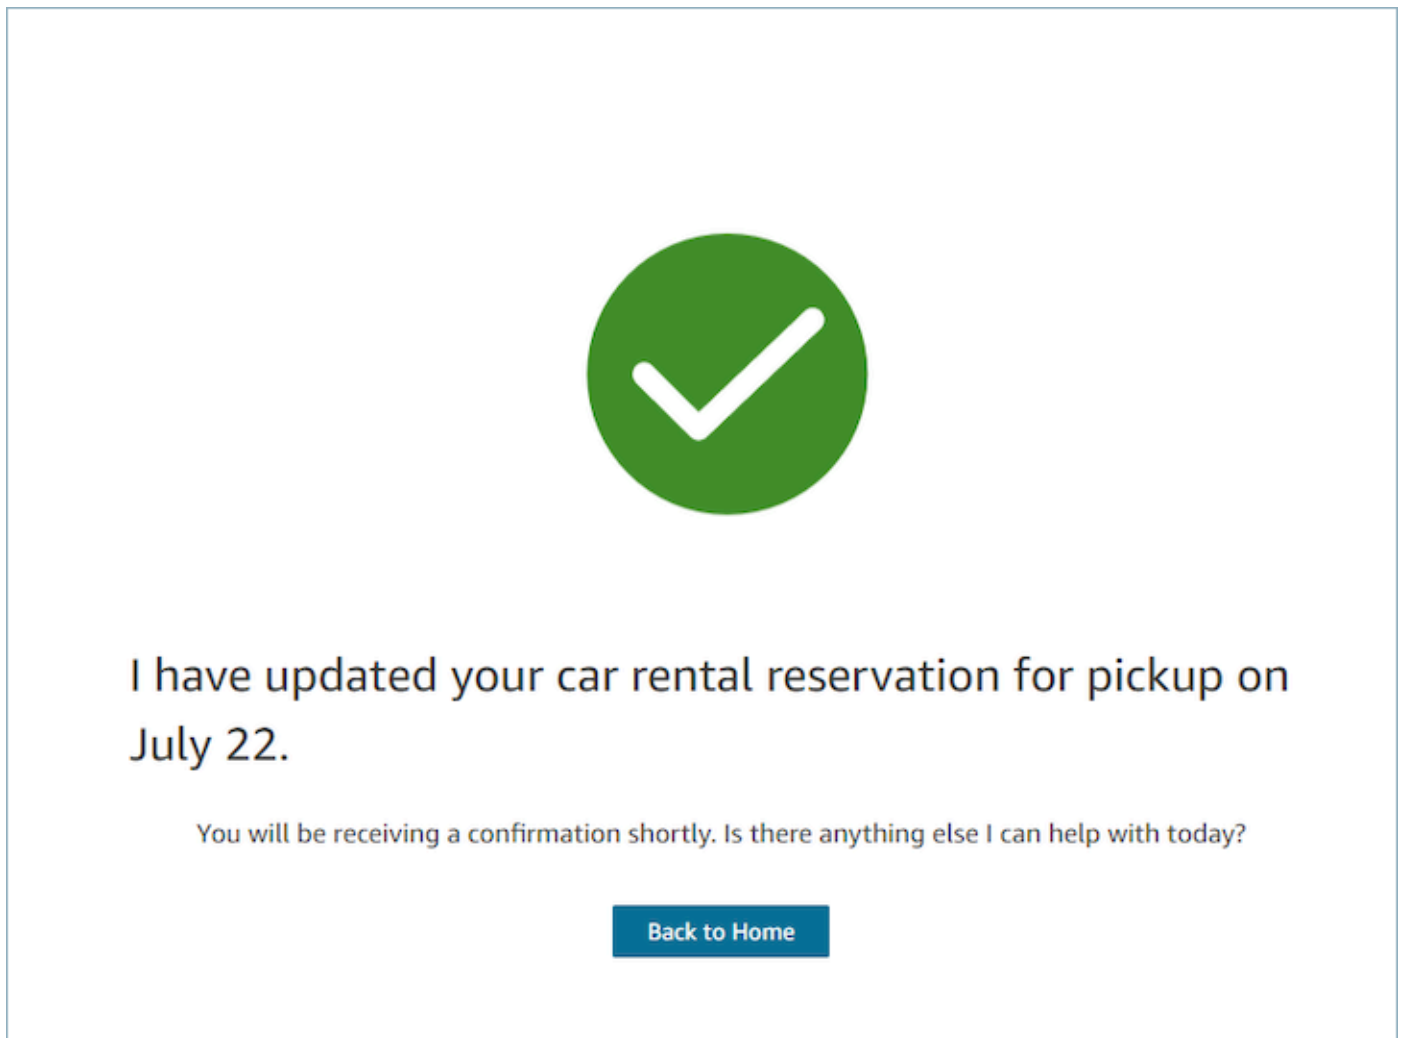 I have updated your car rental reservation for pickup on
July 22.
You will be receiving a confirmation shortly. Is there anything else I can help with today?
Back to Home